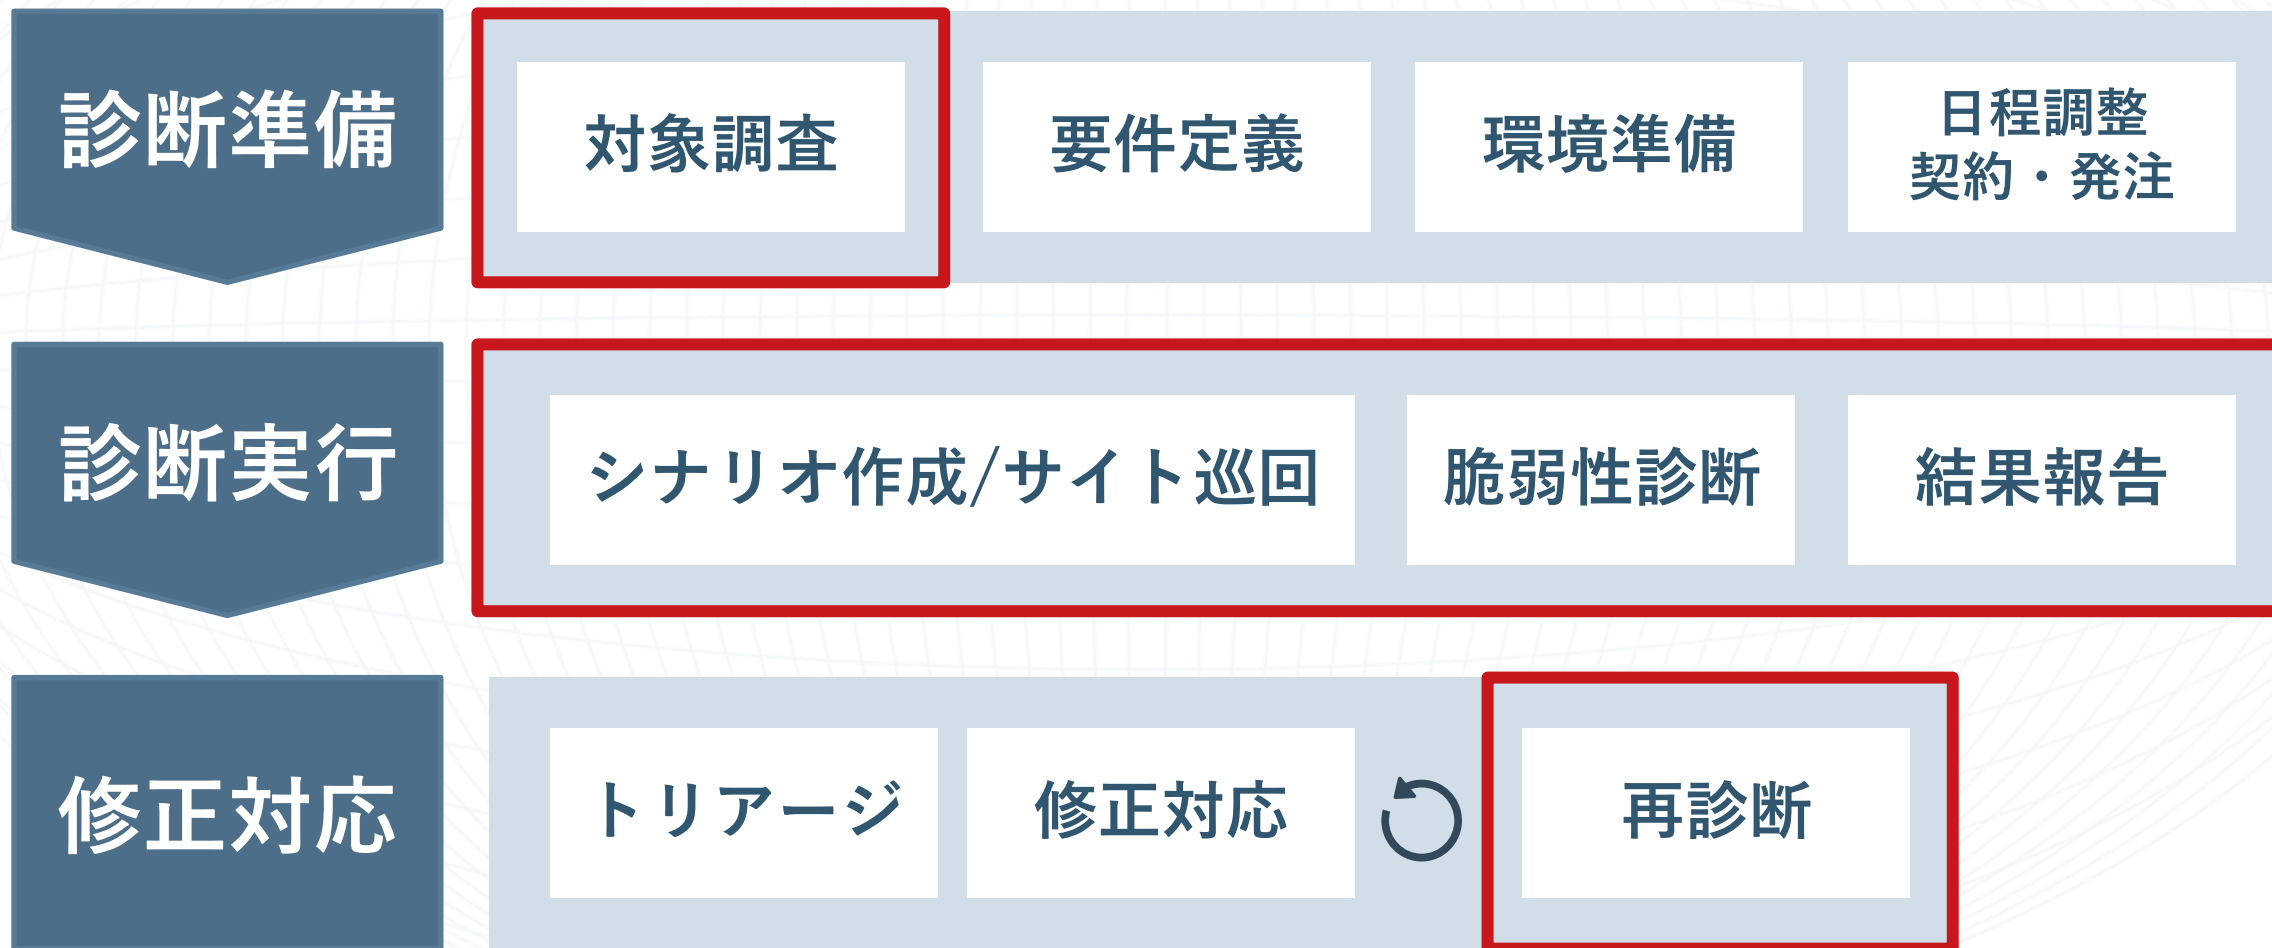 診断準備
対象調査
要件定義
環境準備
日程調整
契約・発注
診断実行
シナリオ作成/サイト巡回
脆弱性診断
結果報告
修正対応
トリアージ
修正対応
再診断